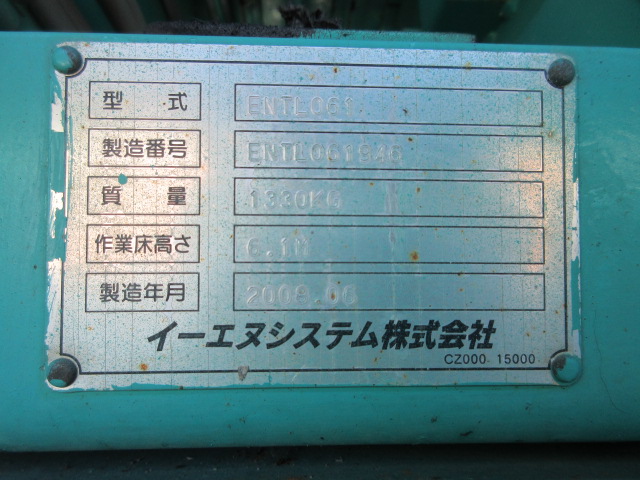 型式 ENTL061
製造番号 ENTL061946
質量 1330KG
作業床高さ 6.1M
製造年月 2009.06
イーエヌシステム株式会社
CZ000 15000